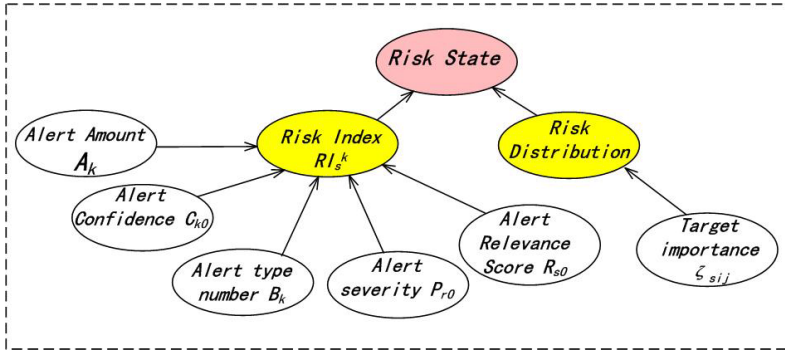 Risk State
Alert Amount
A_k
Risk Index
RI_s^k
Risk
Distribution
Alert
Confidence C_k0
Alert type
number B_k
Alert
severity P_r0
Alert
Relevance
Score R_s0
Target
importance
ζ_sij